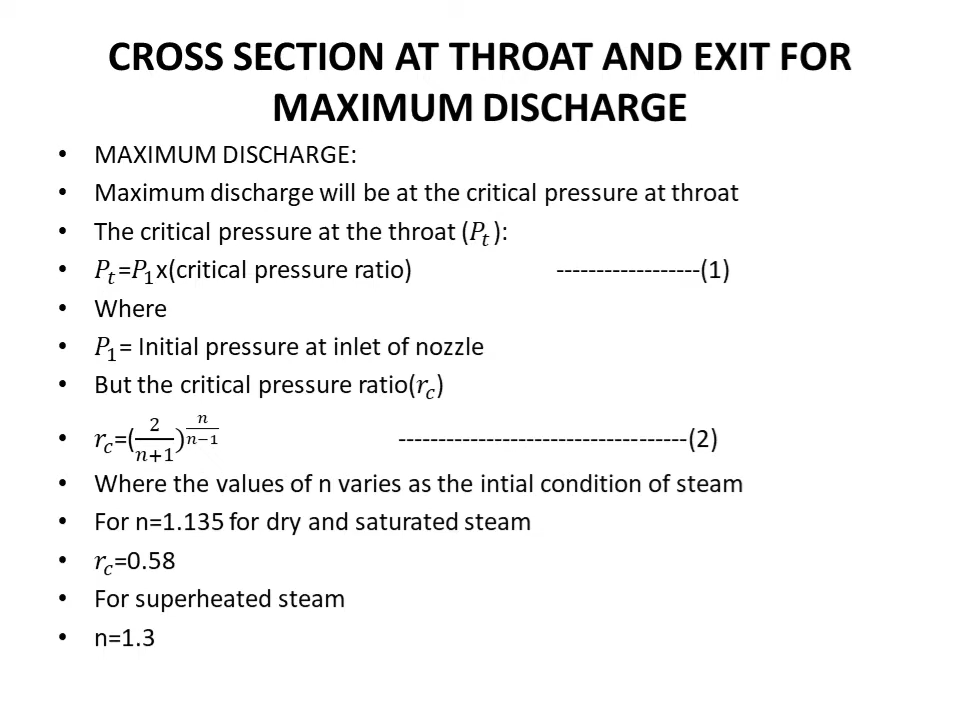 CROSS SECTION AT THROAT AND EXIT FOR
MAXIMUM DISCHARGE
• MAXIMUM DISCHARGE:
• Maximum discharge will be at the critical pressure at throat
• The critical pressure at the throat (𝑃ₜ):
• 𝑃ₜ=𝑃₁x(critical pressure ratio) ------------------(1)
• Where
• 𝑃₁= Initial pressure at inlet of nozzle
• But the critical pressure ratio(𝑟_c)
• 𝑟_c=(2/(n+1))^(n/(n−1)) ------------------------------------(2)
• Where the values of n varies as the intial condition of steam
• For n=1.135 for dry and saturated steam
• 𝑟_c=0.58
• For superheated steam
• n=1.3